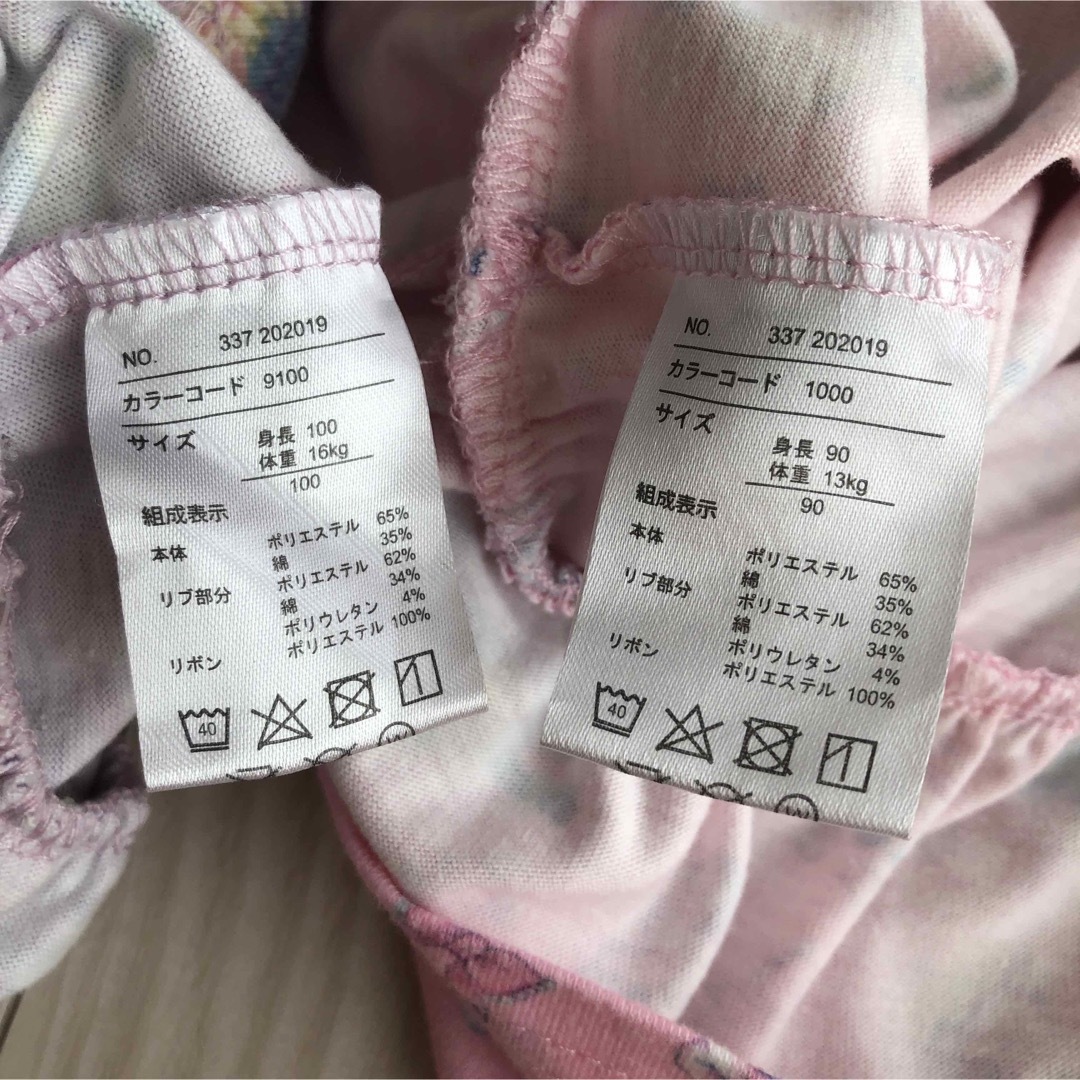 NO. 337 202019
カラーコード 9100
サイズ 身長 100
体重 16kg
100
組成表示
本体 ポリエステル 65%
綿 35%
リブ部分 ポリエステル 62%
綿 34%
ポリウレタン 4%
リボン ポリエステル 100%
40
NO. 337 202019
カラーコード 1000
サイズ 身長 90
体重 13kg
90
組成表示
本体 ポリエステル 65%
綿 35%
リブ部分 ポリエステル 62%
綿 34%
ポリウレタン 4%
リボン ポリエステル 100%
40
W